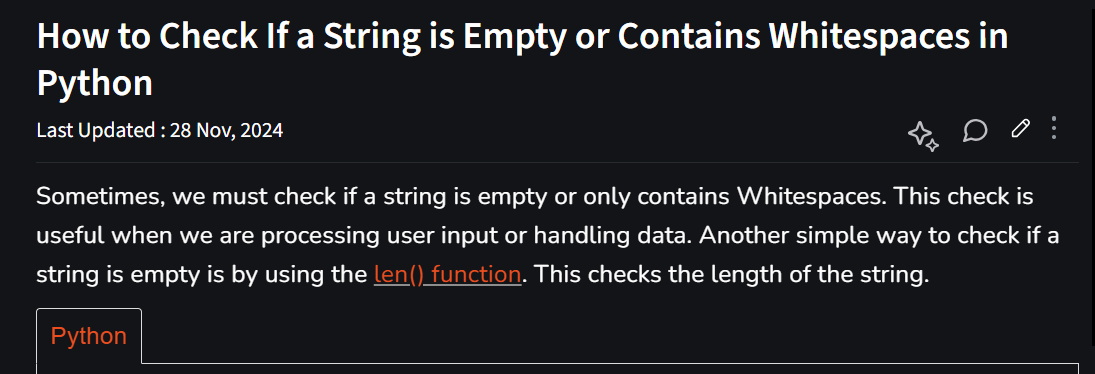 How to Check If a String is Empty or Contains Whitespaces in
Python
Last Updated : 28 Nov, 2024
Sometimes, we must check if a string is empty or only contains Whitespaces. This check is
useful when we are processing user input or handling data. Another simple way to check if a
string is empty is by using the len() function. This checks the length of the string.
Python